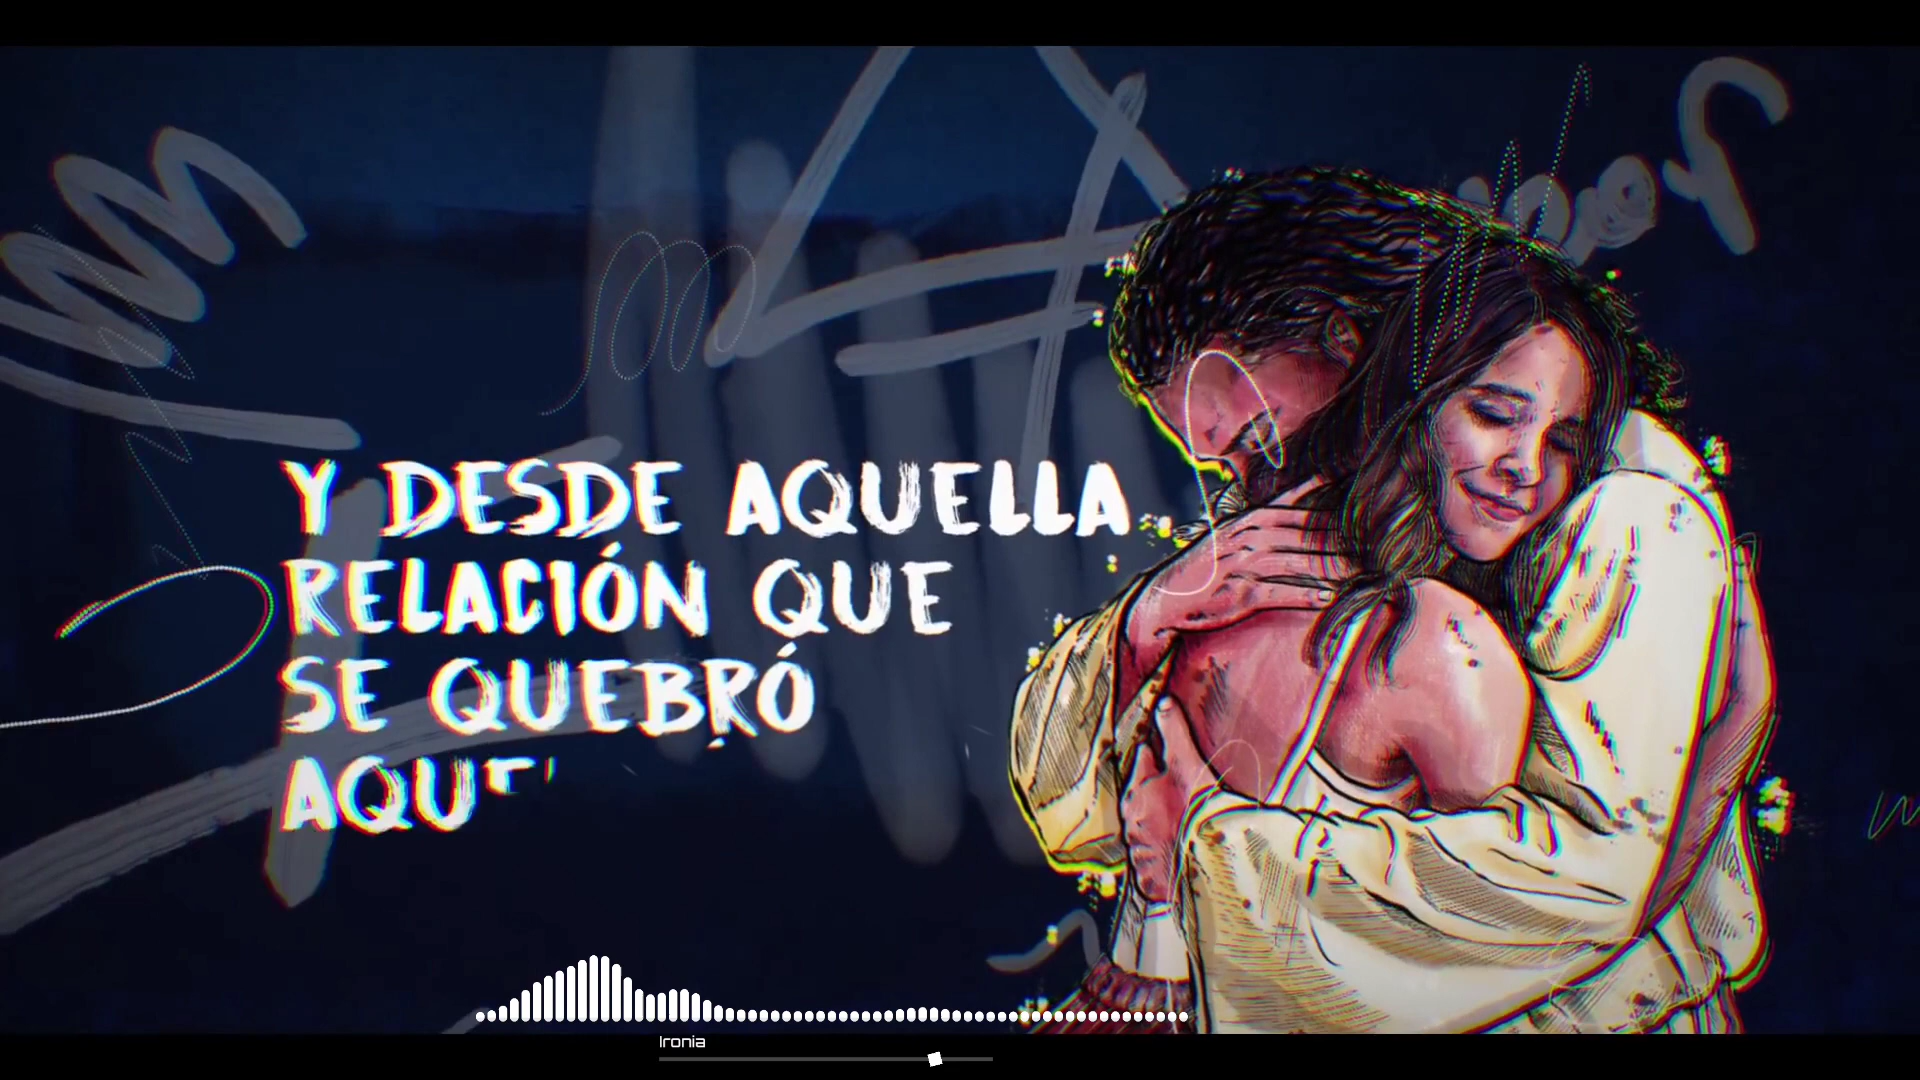 Y DESDE AQUELLA
RELACIÓN QUE
SE QUEBRÓ
Ironia